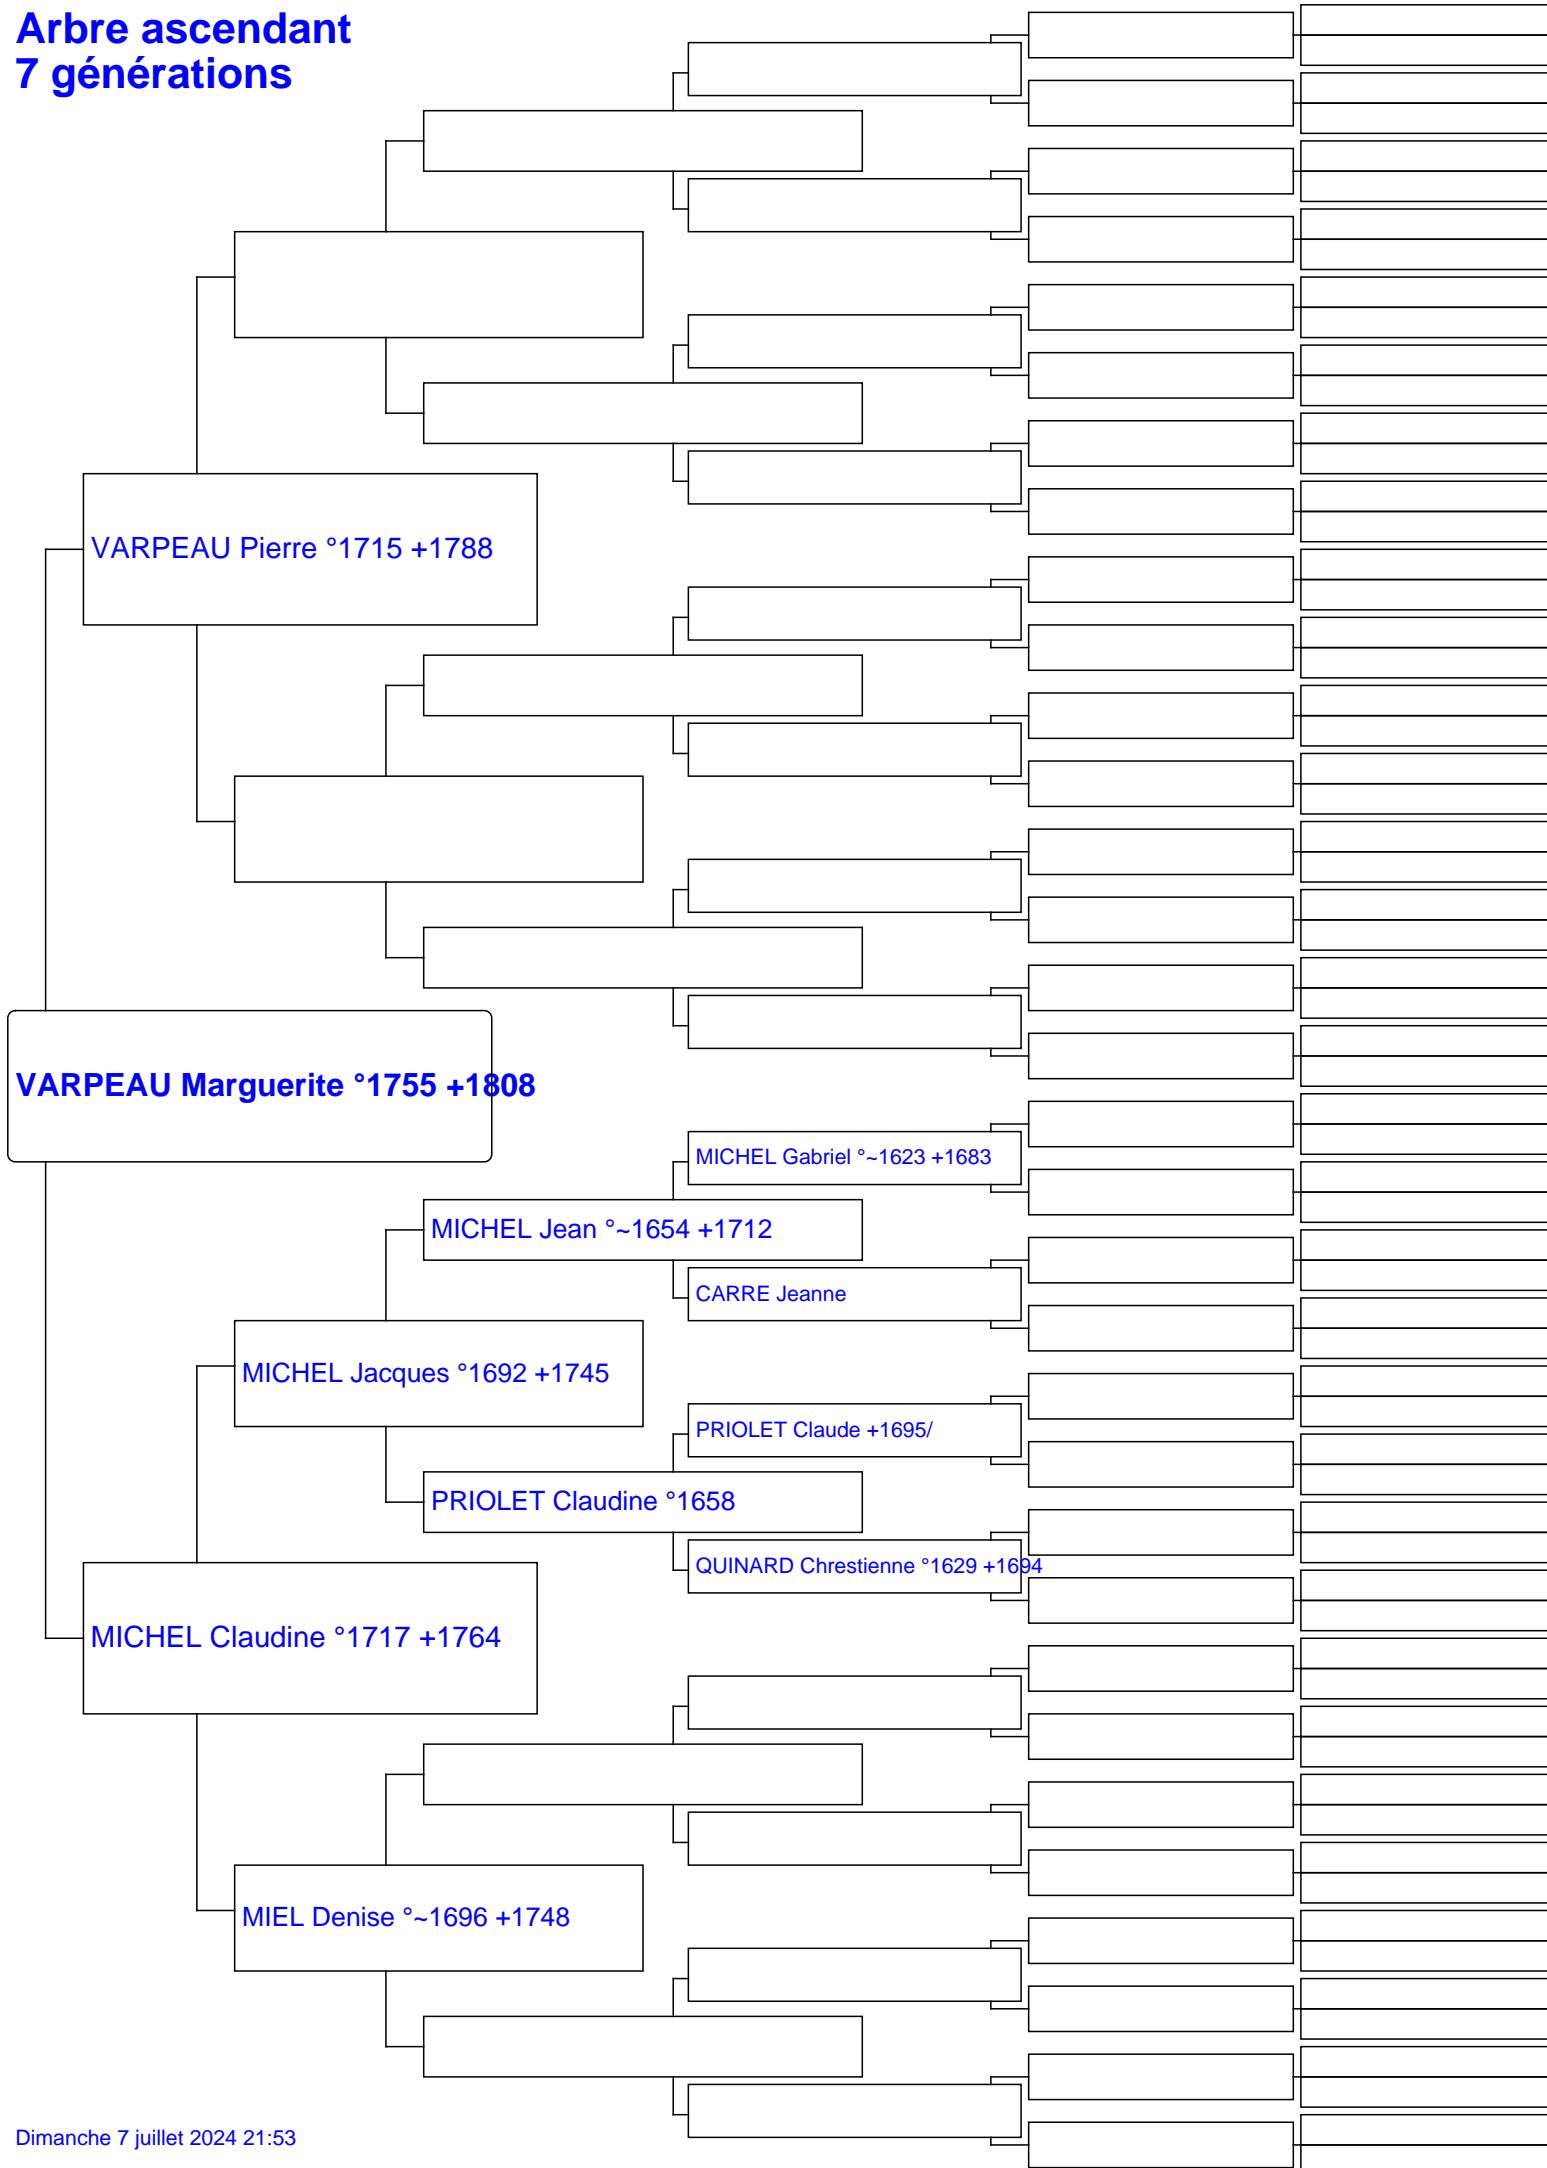 Arbre ascendant
7 générations
VARPEAU Pierre °1715 +1788
VARPEAU Marguerite °1755 +1808
MICHEL Gabriel °~1623 +1683
MICHEL Jean °~1654 +1712
CARRE Jeanne
MICHEL Jacques °1692 +1745
PRIOLET Claude +1695/
PRIOLET Claudine °1658
QUINARD Chrestienne °1629 +1694
MICHEL Claudine °1717 +1764
MIEL Denise °~1696 +1748
Dimanche 7 juillet 2024 21:53